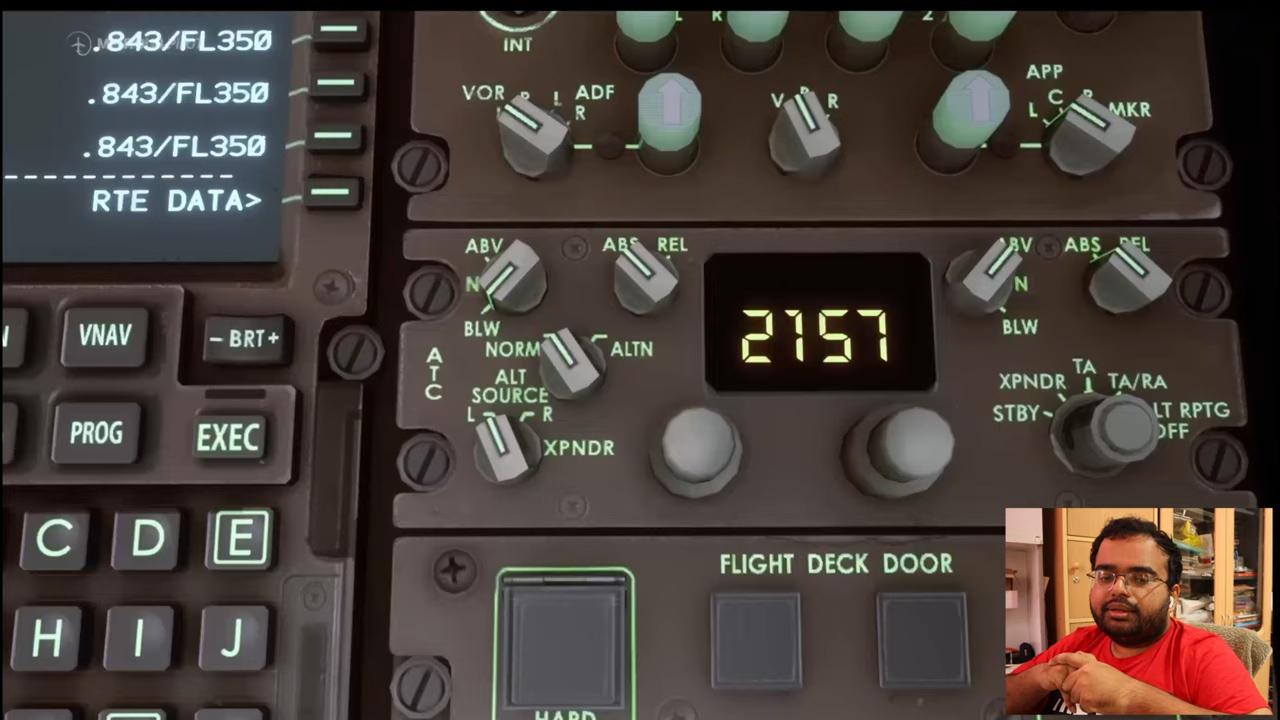 .843/FL350
.843/FL350
.843/FL350
RTE DATA>
VNAV
- BRT +
PROG
EXEC
C D E
H I J
INT
L R 2
VOR R L ADF
R
V B R
APP
L C R MKR
ABV ABS REL
N
BLW
NORM ALTN
ALT
SOURCE
ATC
L R
XPNDR
2157
ABV ABS REL
N
BLW
XPNDR TA TA/RA
STBY
ALT RPTG
OFF
FLIGHT DECK DOOR
HARD